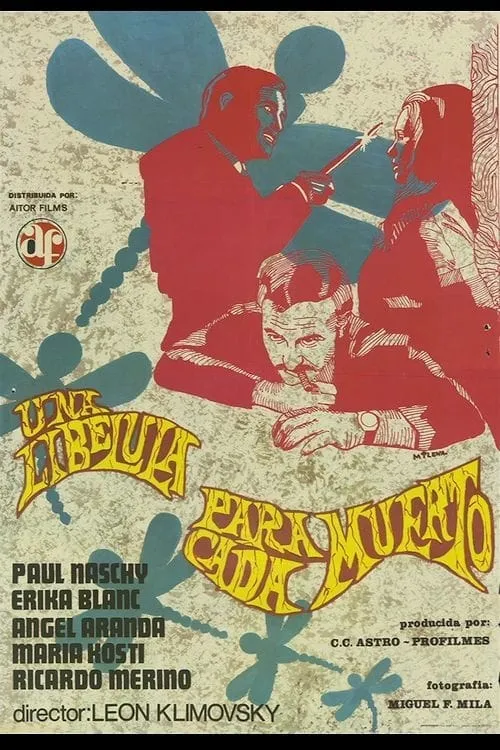 DISTRIBUIDA POR:
AITOR FILMS
af
UNA
LIBELULA
PARA
CADA
MUERTO
PAUL NASCHY
ERIKA BLANC
ANGEL ARANDA
MARIA KOSTI
RICARDO MERINO
director: LEON KLIMOVSKY
producida por:
C.C. ASTRO - PROFILMES
fotografia:
MIGUEL F. MILA